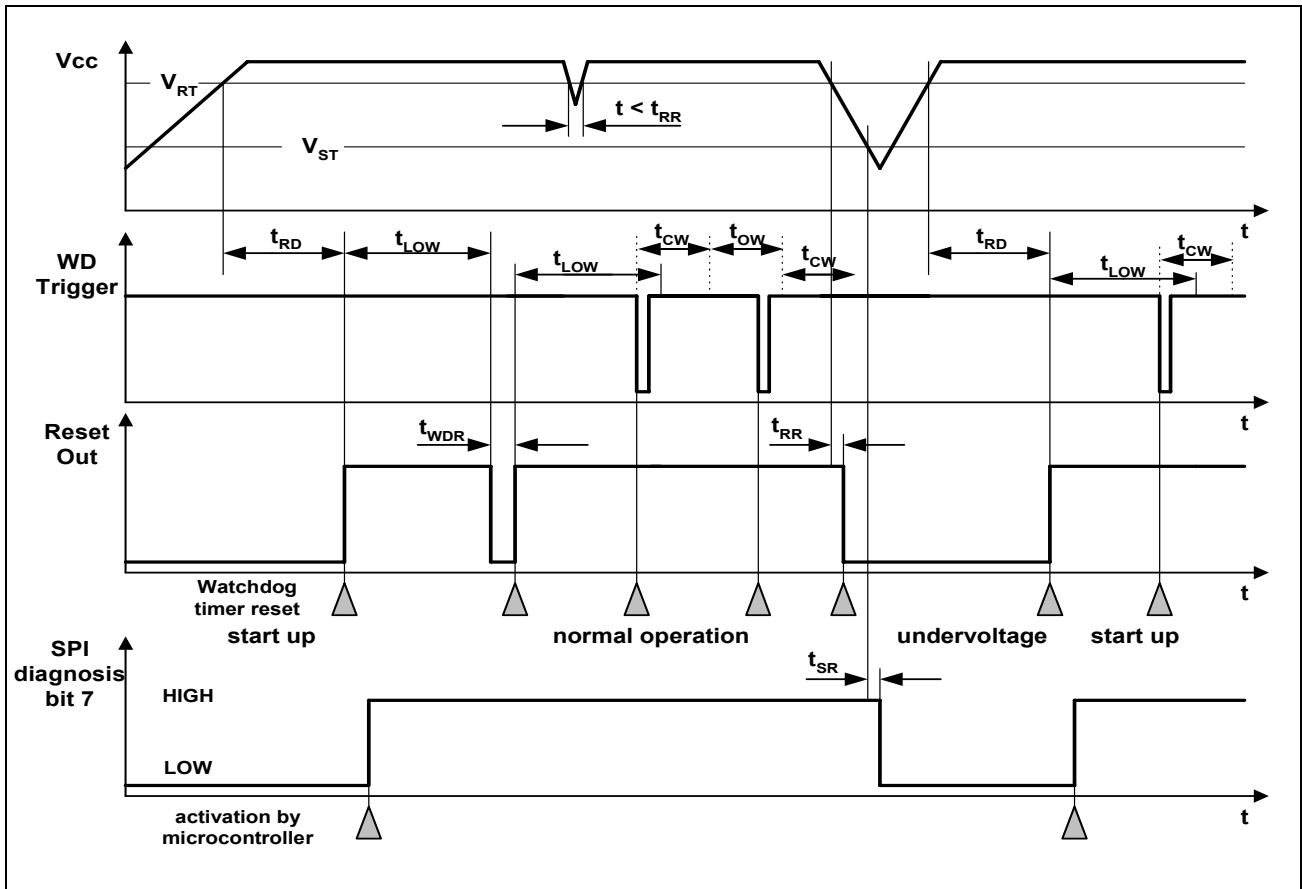 Vcc
V_RT
t < t_RR
V_ST
t
t_RD
t_LOW
t_CW
t_OW
t_RD
t_CW
WD
Trigger
t_LOW
t_CW
t_LOW
t
Reset
Out
t_WDR
t_RR
t
Watchdog
timer reset
start up
normal operation
undervoltage
start up
SPI
diagnosis
bit 7
HIGH
t_SR
LOW
t
activation by
microcontroller